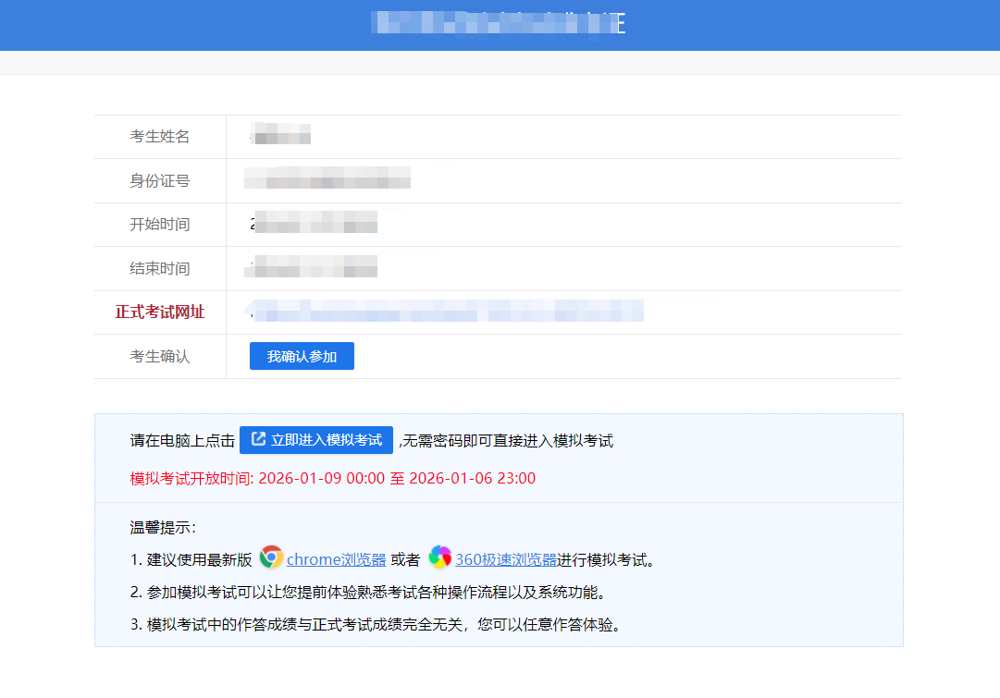 证
考生姓名
身份证号
开始时间 2
结束时间
正式考试网址
考生确认 我确认参加
请在电脑上点击 立即进入模拟考试 ,无需密码即可直接进入模拟考试
模拟考试开放时间: 2026-01-09 00:00 至 2026-01-06 23:00
温馨提示：
1. 建议使用最新版 chrome浏览器 或者 360极速浏览器进行模拟考试。
2. 参加模拟考试可以让您提前体验熟悉考试各种操作流程以及系统功能。
3. 模拟考试中的作答成绩与正式考试成绩完全无关，您可以任意作答体验。